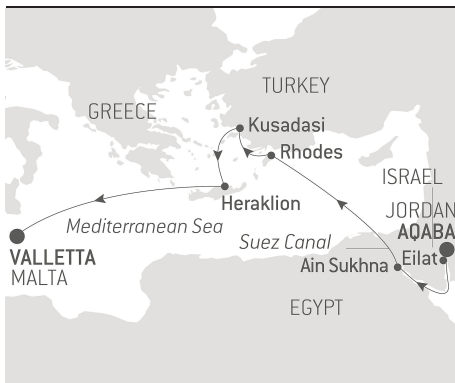 TURKEY
GREECE
Kusadasi
Rhodes
ISRAEL
Heraklion
JORDAN
Mediterranean Sea
AQABA
Suez Canal
VALLETTA
Ain Sukhna
Eilat
MALTA
EGYPT